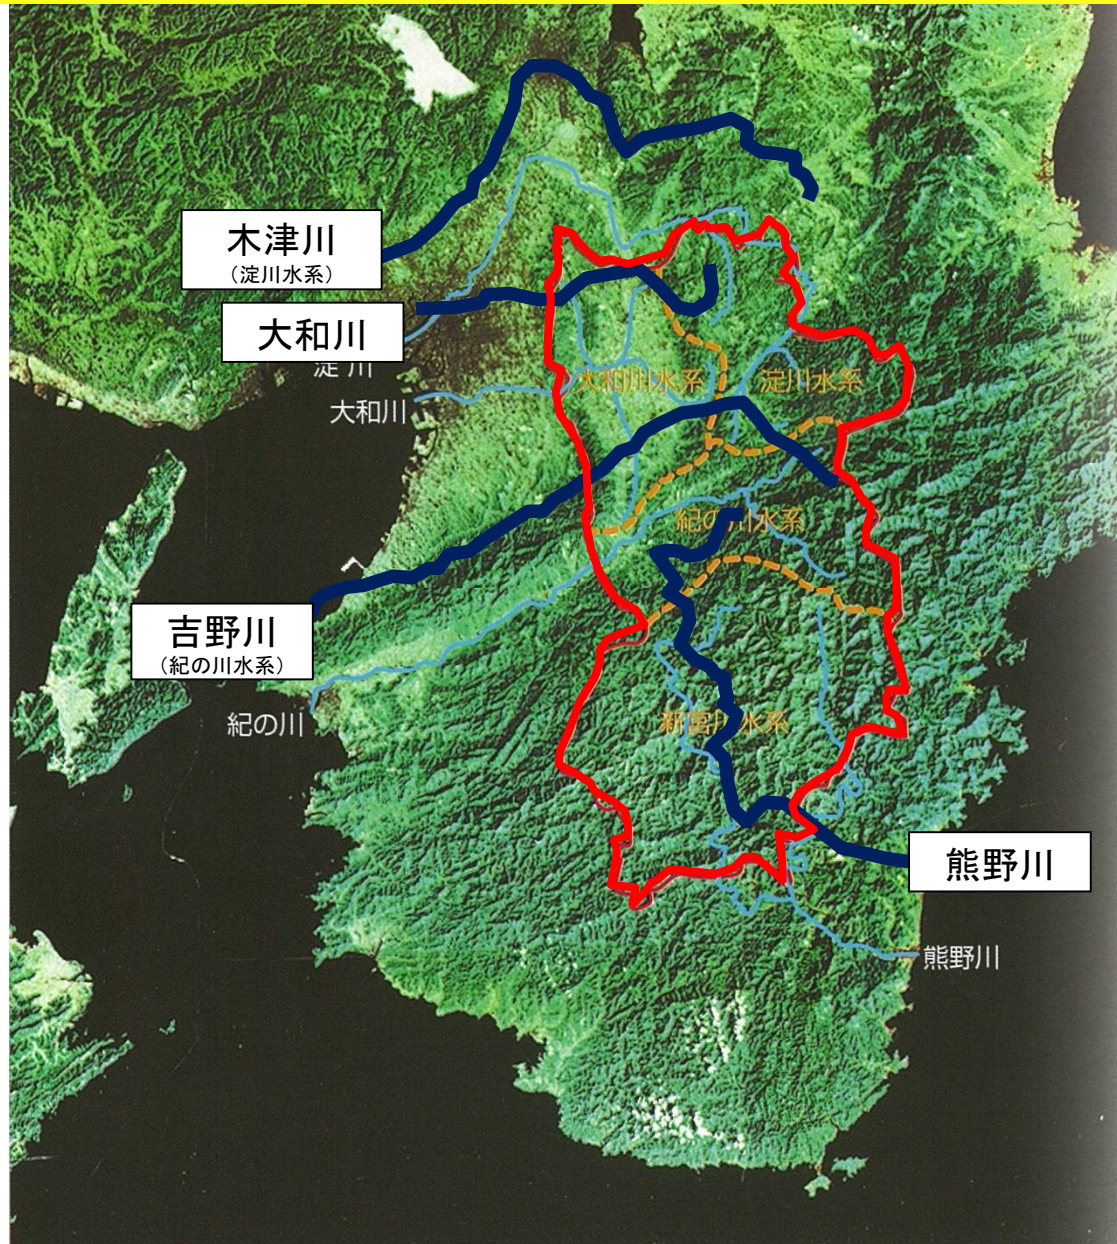 木津川
（淀川水系）
大和川
淀 川
大和川水系
淀川水系
大和川
紀の川水系
吉野川
（紀の川水系）
紀の川
新宮川水系
熊野川
熊野川